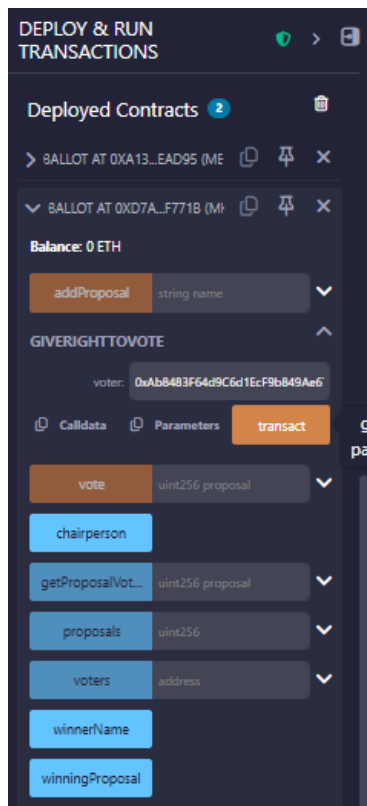 DEPLOY & RUN
TRANSACTIONS
Deployed Contracts 2
BALLOT AT 0XA13...EAD95 (ME
BALLOT AT 0XD7A...F771B (M
Balance: 0 ETH
addProposal string name
GIVERIGHTTOVOTE
voter: 0xAb8483F64d9C6d1EcF9b849Ae6
Calldata Parameters transact
g
pa
vote uint256 proposal
chairperson
getProposalVot... uint256 proposal
proposals uint256
voters address
winnerName
winningProposal